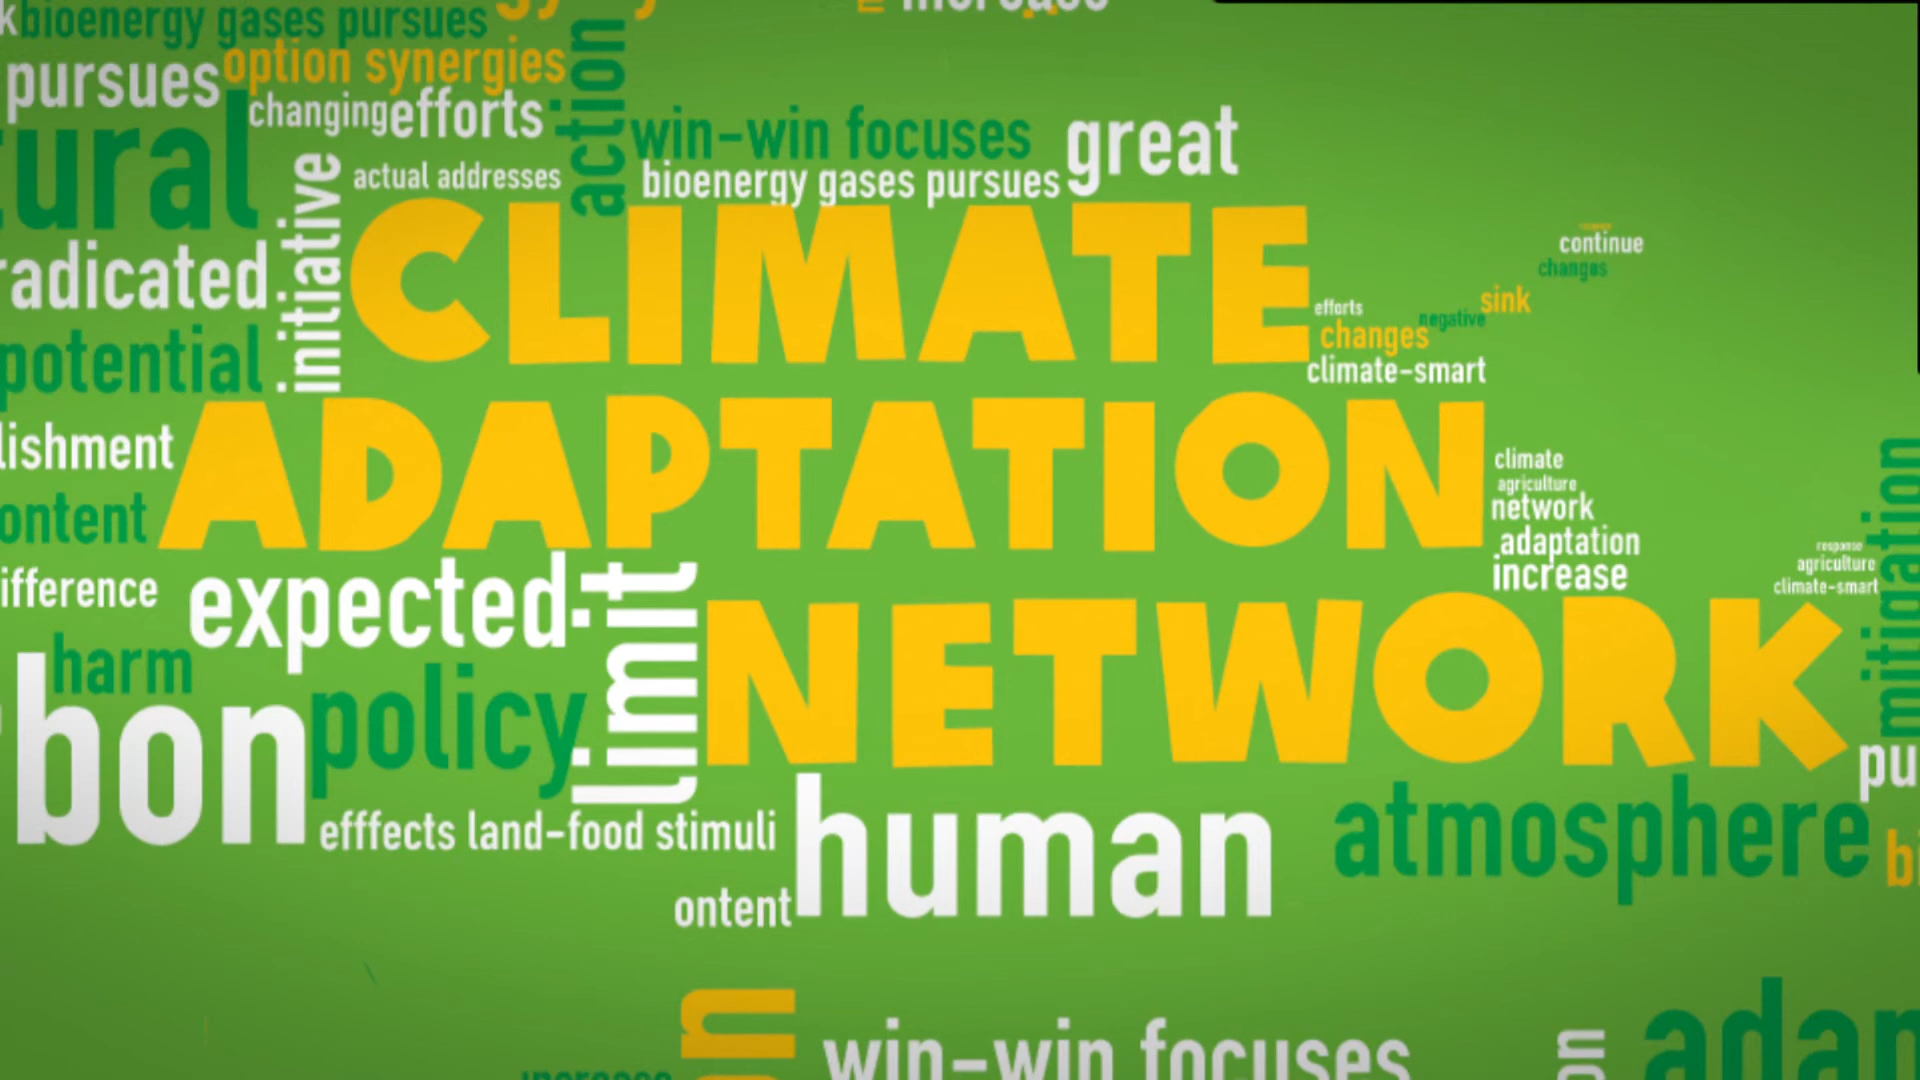 bioenergy gases pursues
pursues
option synergies
changing
efforts
action
win-win focuses
great
actual addresses
bioenergy gases pursues
initiative
CLIMATE
continue
changes
sink
efforts
negative
changes
climate-smart
potential
ADAPTATION
climate
agriculture
network
adaptation
increase
response
agriculture
climate-smart
mitigation
lishment
ontent
ifference
expected
limit
NETWORK
harm
bon
policy
efffects land-food stimuli
human
atmosphere
ontent
win-win focuses